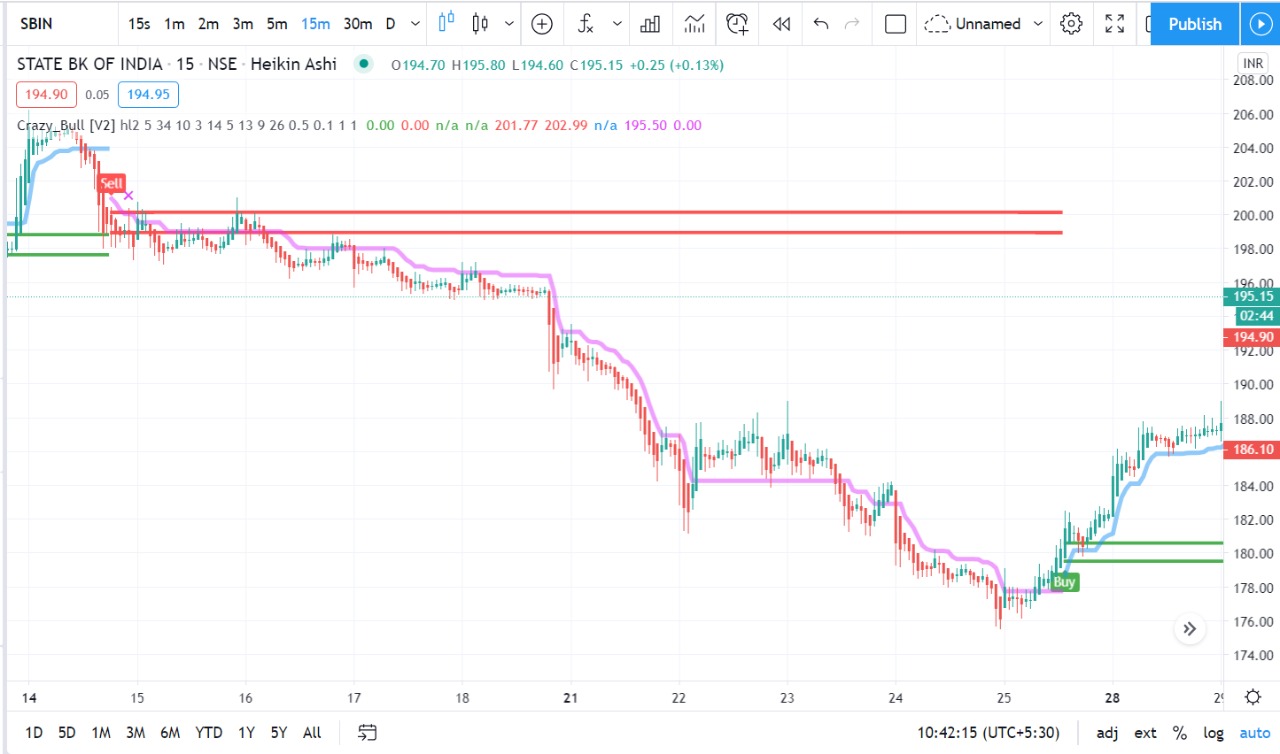 SBIN 15s 1m 2m 3m 5m 15m 30m D Unnamed Publish
STATE BK OF INDIA · 15 · NSE · Heikin Ashi O194.70 H195.80 L194.60 C195.15 +0.25 (+0.13%) INR
194.90 0.05 194.95
Crazy_Bull [V2] hl2 5 34 10 3 14 5 13 9 26 0.5 0.1 1 1 0.00 0.00 n/a n/a 201.77 202.99 n/a 195.50 0.00
208.00
206.00
204.00
Sell
202.00
200.00
198.00
196.00
195.15
02:44
194.90
192.00
190.00
188.00
186.10
184.00
182.00
180.00
Buy
178.00
176.00
174.00
14 15 16 17 18 21 22 23 24 25 28 29
1D 5D 1M 3M 6M YTD 1Y 5Y All 10:42:15 (UTC+5:30) adj ext % log auto